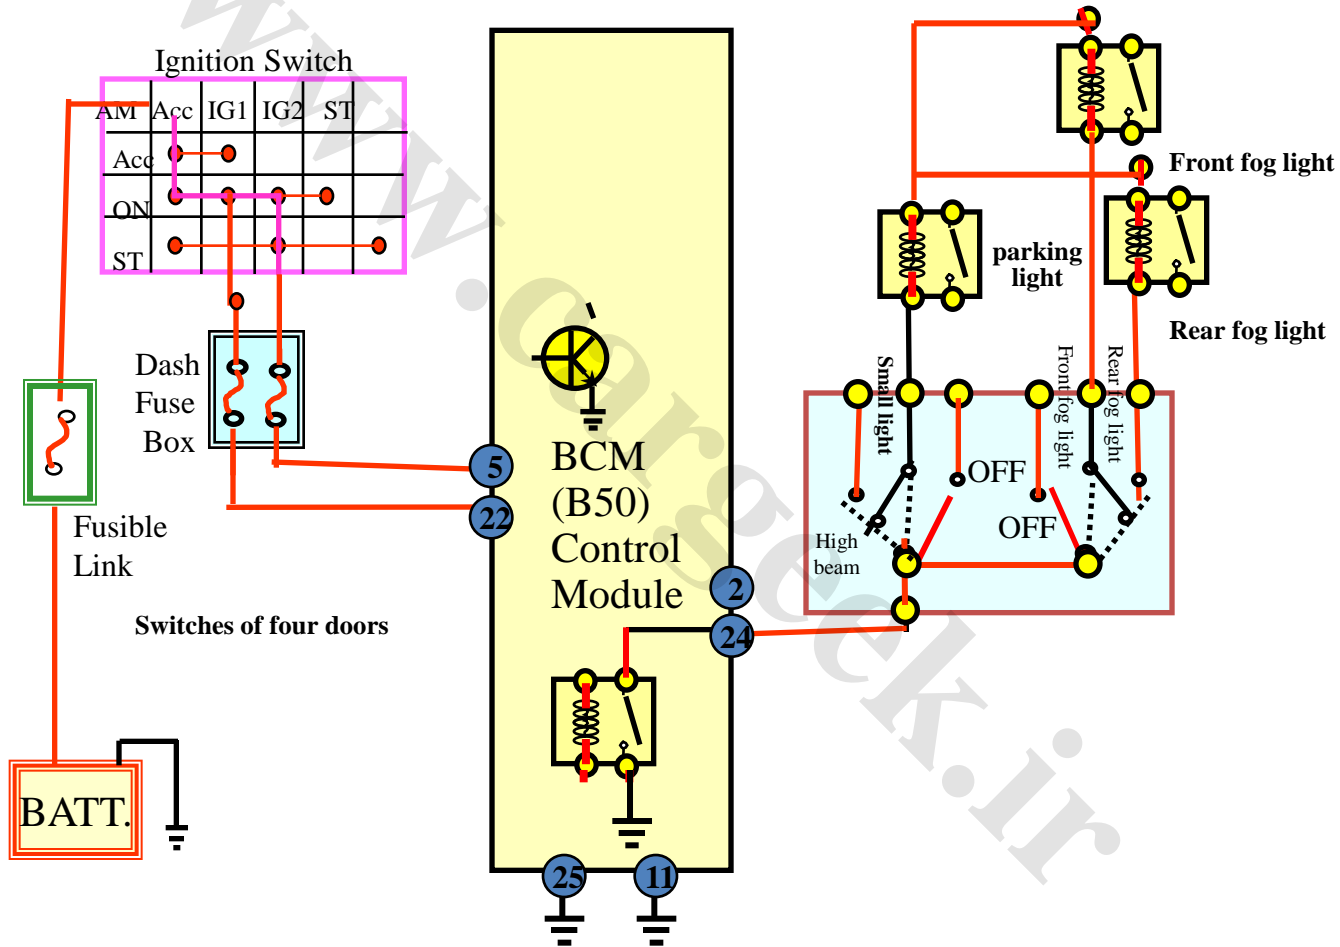 Ignition Switch
AM Acc IG1 IG2 ST
Acc
ON
ST
Dash
Fuse
Box
Fusible
Link
Switches of four doors
BATT.
BCM
(B50)
Control
Module
5
22
2
24
25
11
Front fog light
parking
light
Rear fog light
Small light
Front fog light
Rear fog light
OFF
OFF
High
beam
www.cargeek.ir